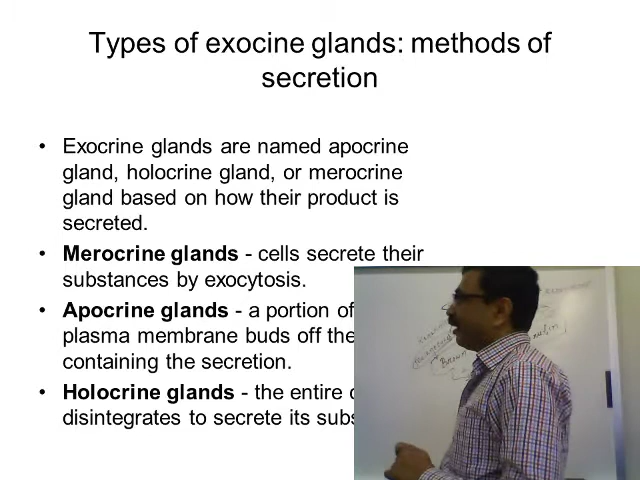 Types of exocine glands: methods of
secretion
• Exocrine glands are named apocrine
gland, holocrine gland, or merocrine
gland based on how their product is
secreted.
• Merocrine glands - cells secrete their
substances by exocytosis.
• Apocrine glands - a portion of
plasma membrane buds off the
containing the secretion.
• Holocrine glands - the entire
disintegrates to secrete its